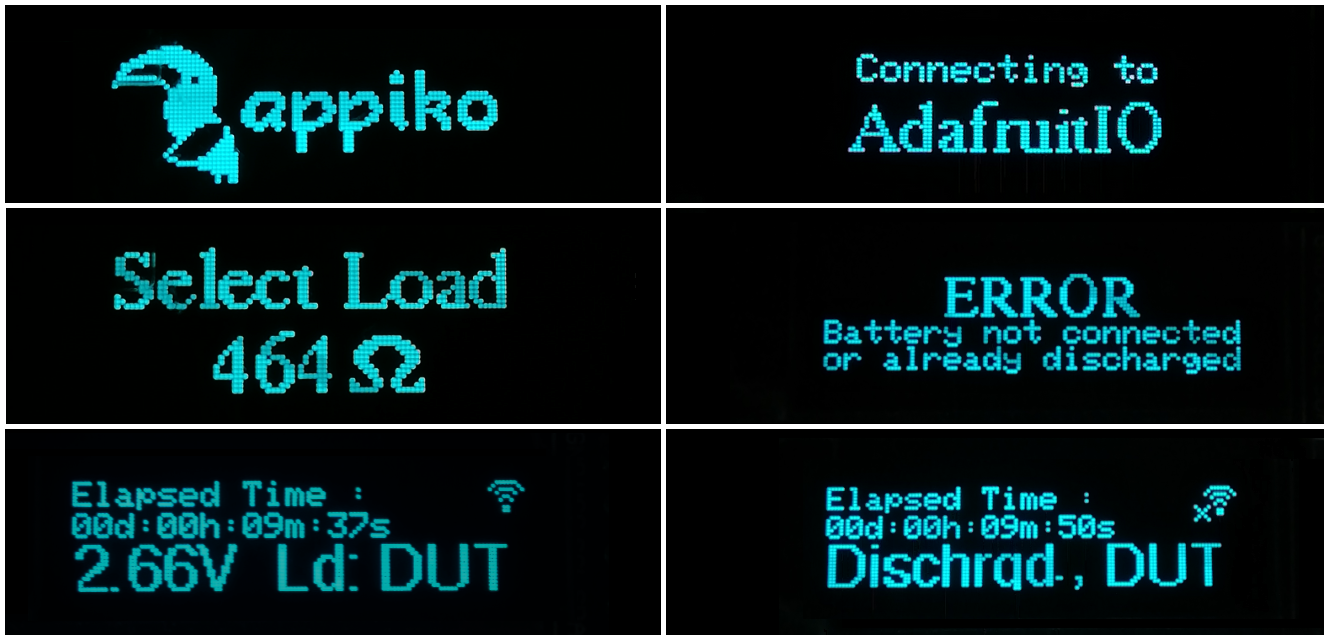 appiko
Connecting to
AdafruitIO
Select Load
464 Ω
ERROR
Battery not connected
or already discharged
Elapsed Time :
00d:00h:09m:37s
2.66V Ld: DUT
Elapsed Time :
00d:00h:09m:50s
Dischrgd., DUT